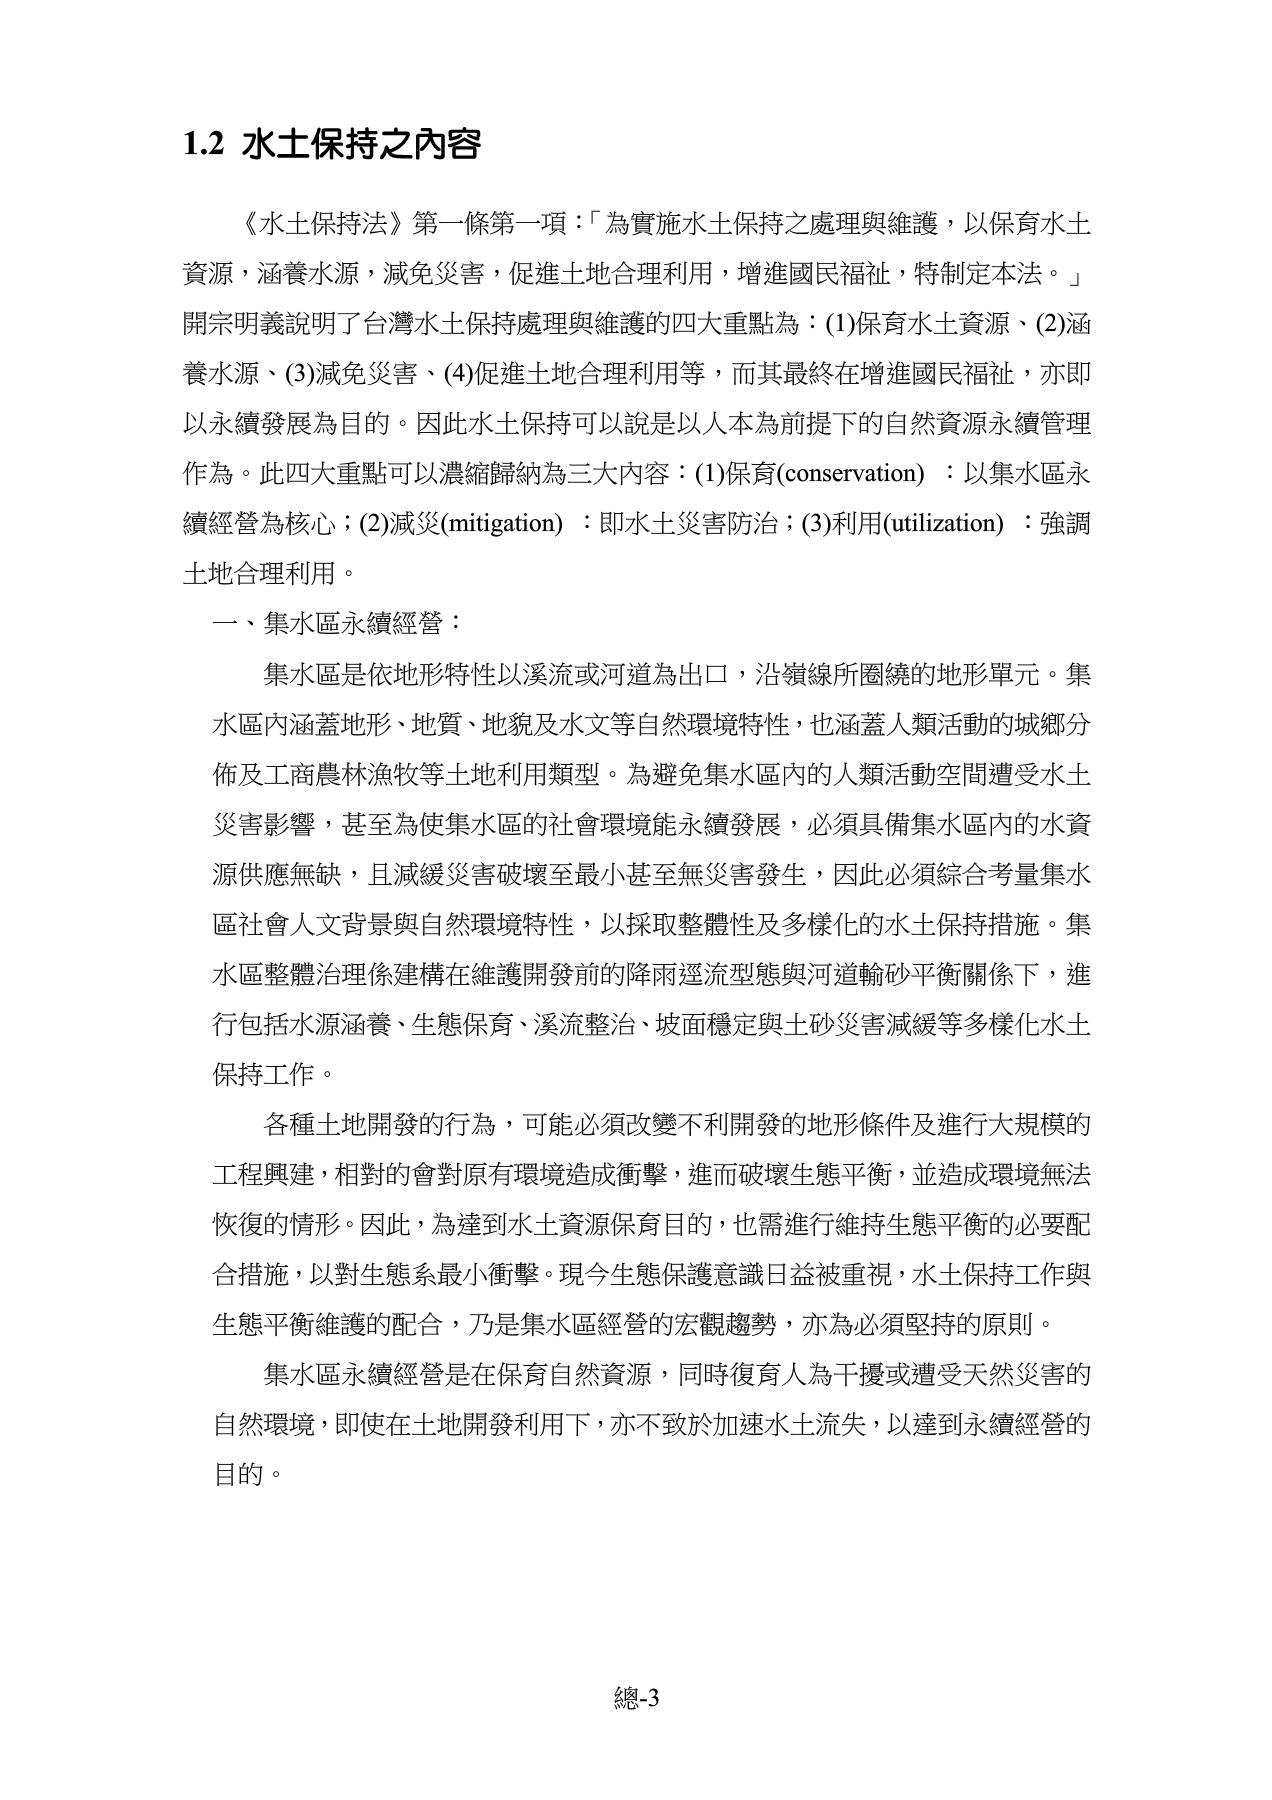 1.2 水土保持之內容
《水土保持法》第一條第一項：「為實施水土保持之處理與維護，以保育水土
資源，涵養水源，減免災害，促進土地合理利用，增進國民福祉，特制定本法。」
開宗明義說明了台灣水土保持處理與維護的四大重點為：(1)保育水土資源、(2)涵
養水源、(3)減免災害、(4)促進土地合理利用等，而其最終在增進國民福祉，亦即
以永續發展為目的。因此水土保持可以說是以人本為前提下的自然資源永續管理
作為。此四大重點可以濃縮歸納為三大內容：(1)保育(conservation) ：以集水區永
續經營為核心；(2)減災(mitigation) ：即水土災害防治；(3)利用(utilization) ：強調
土地合理利用。
一、集水區永續經營：
集水區是依地形特性以溪流或河道為出口，沿嶺線所圈繞的地形單元。集
水區內涵蓋地形、地質、地貌及水文等自然環境特性，也涵蓋人類活動的城鄉分
佈及工商農林漁牧等土地利用類型。為避免集水區內的人類活動空間遭受水土
災害影響，甚至為使集水區的社會環境能永續發展，必須具備集水區內的水資
源供應無缺，且減緩災害破壞至最小甚至無災害發生，因此必須綜合考量集水
區社會人文背景與自然環境特性，以採取整體性及多樣化的水土保持措施。集
水區整體治理係建構在維護開發前的降雨逕流型態與河道輸砂平衡關係下，進
行包括水源涵養、生態保育、溪流整治、坡面穩定與土砂災害減緩等多樣化水土
保持工作。
各種土地開發的行為，可能必須改變不利開發的地形條件及進行大規模的
工程興建，相對的會對原有環境造成衝擊，進而破壞生態平衡，並造成環境無法
恢復的情形。因此，為達到水土資源保育目的，也需進行維持生態平衡的必要配
合措施，以對生態系最小衝擊。現今生態保護意識日益被重視，水土保持工作與
生態平衡維護的配合，乃是集水區經營的宏觀趨勢，亦為必須堅持的原則。
集水區永續經營是在保育自然資源，同時復育人為干擾或遭受天然災害的
自然環境，即使在土地開發利用下，亦不致於加速水土流失，以達到永續經營的
目的。
總-3